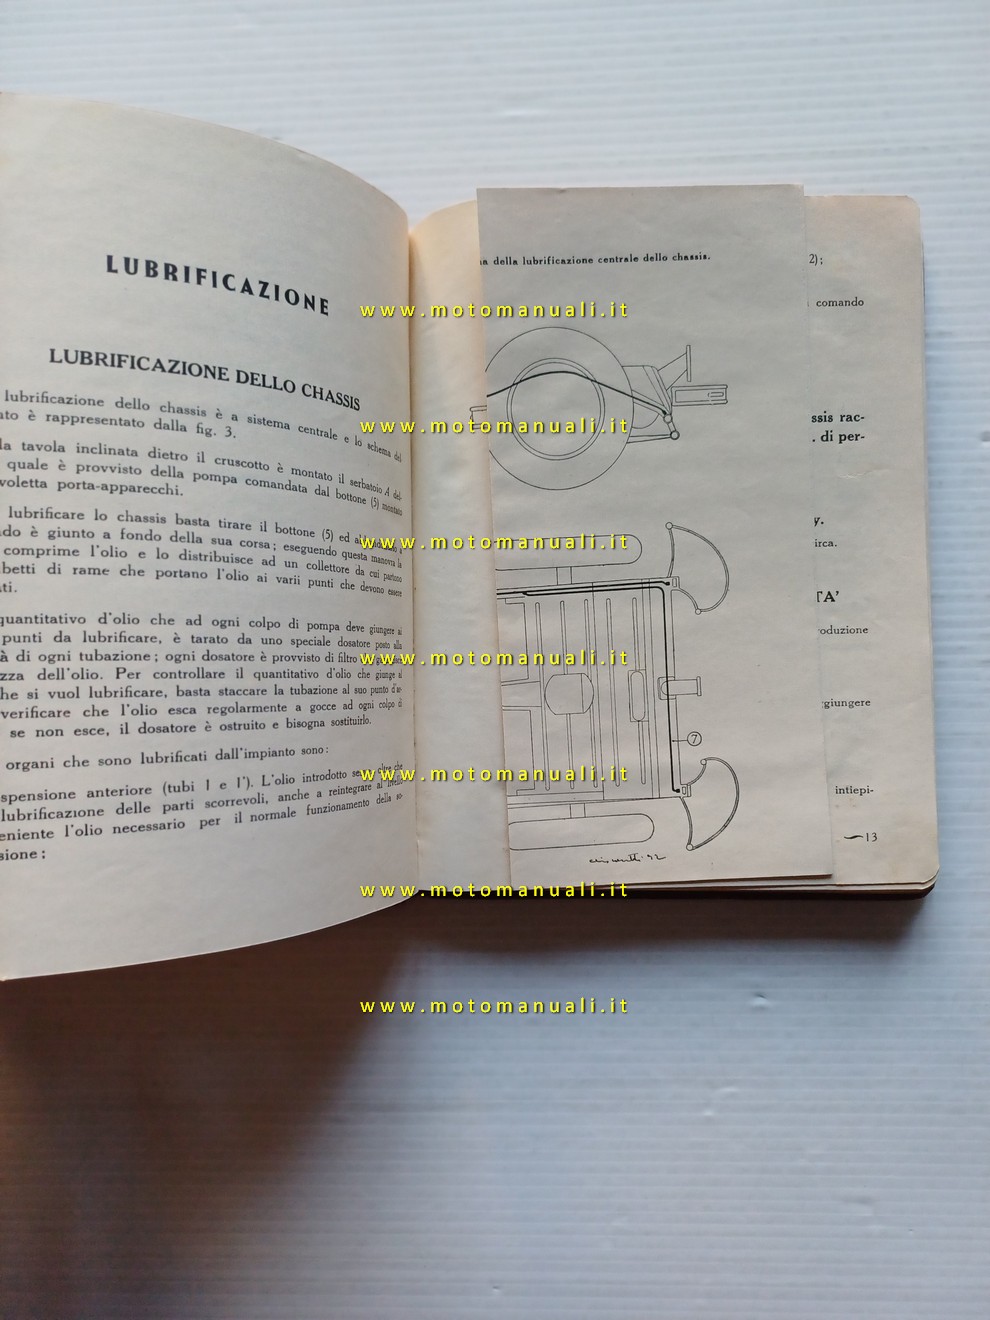 LUBRIFICAZIONE
LUBRIFICAZIONE DELLO CHASSIS
lubrificazione dello chassis è a sistema centrale e lo schema del
è rappresentato dalla fig. 3.
la tavola inclinata dietro il cruscotto è montato il serbatoio A del-
quale è provvisto della pompa comandata dal bottone (5) montato
voletta porta-apparecchi.
lubrificare lo chassis basta tirare il bottone (5) ed
è giunto a fondo della sua corsa; eseguendo questa manovra la
comprime l'olio e lo distribuisce ad un collettore da cui partono
betti di rame che portano l'olio ai varii punti che devono essere
ti.
quantitativo d'olio che ad ogni colpo di pompa deve giungere ai
punti da lubrificare, è tarato da uno speciale dosatore posto alla
à di ogni tubazione; ogni dosatore è provvisto di filtro
zza dell'olio. Per controllare il quantitativo d'olio che giunge al
he si vuol lubrificare, basta staccare la tubazione al suo punto d'a-
verificare che l'olio esca regolarmente a gocce ad ogni colpo di
se non esce, il dosatore è ostruito e bisogna sostituirlo.
organi che sono lubrificati dall'impianto sono:
spensione anteriore (tubi 1 e 1'). L'olio introdotto serve, oltre che
lubrificazione delle parti scorrevoli, anche a reintegrare al livello
eniente l'olio necessario per il normale funzionamento della so-
sione:
na della lubrificazione centrale dello chassis.
7
2);
comando
ssis rac-
. di per-
y.
irca.
TA'
oduzione
giungere
intiepi-
13
www.motomanuali.it
www.motomanuali.it
www.motomanuali.it
www.motomanuali.it
www.motomanuali.it
www.motomanuali.it
www.motomanuali.it